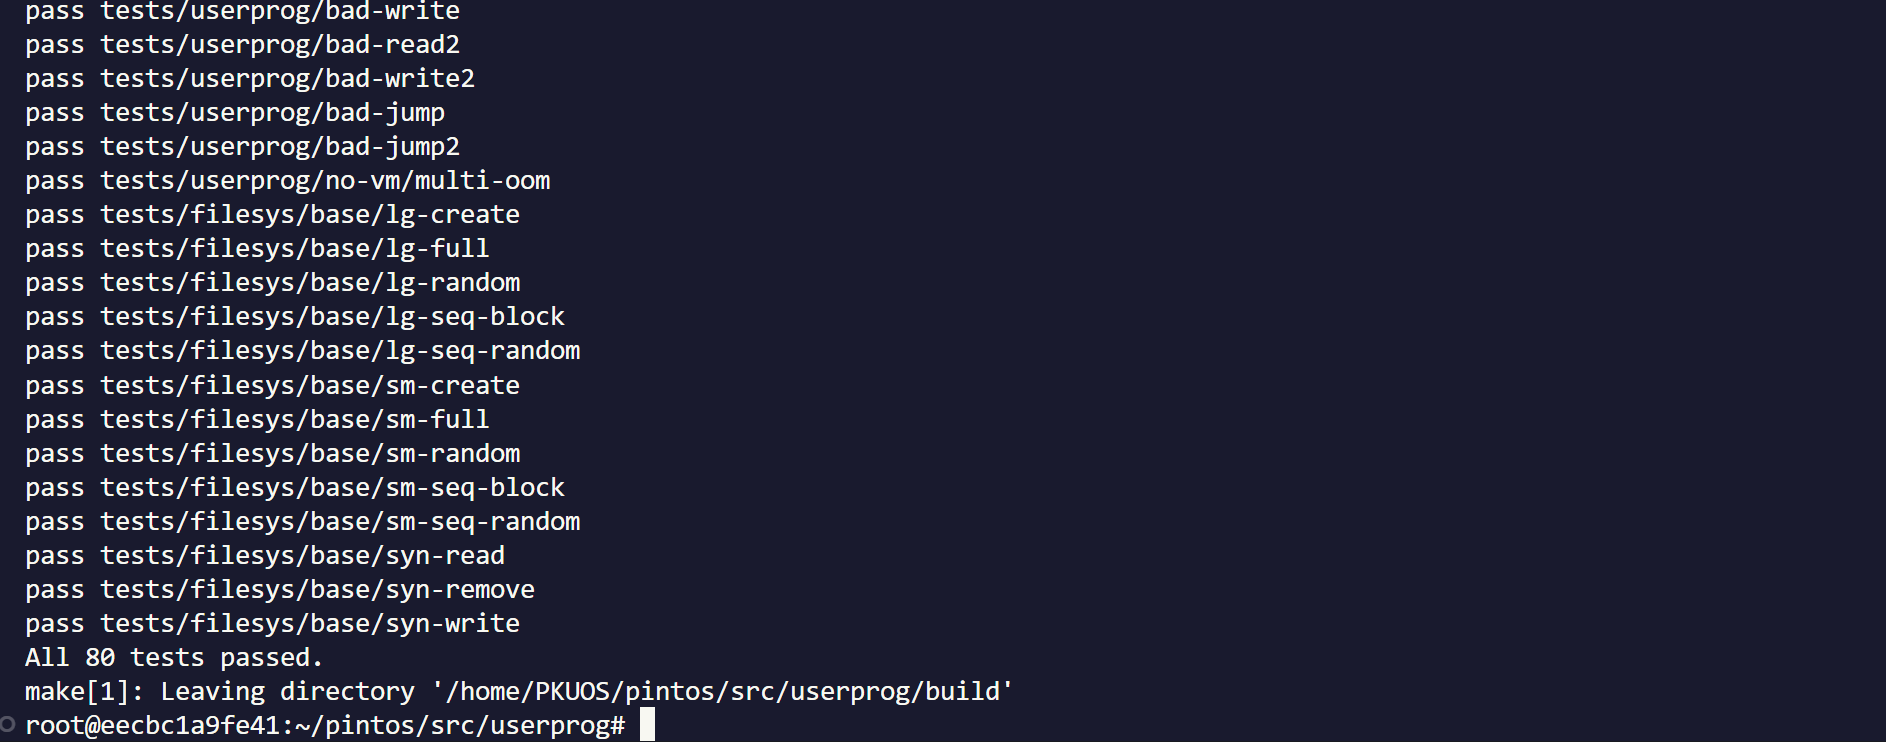 pass tests/userprog/bad-write
pass tests/userprog/bad-read2
pass tests/userprog/bad-write2
pass tests/userprog/bad-jump
pass tests/userprog/bad-jump2
pass tests/userprog/no-vm/multi-oom
pass tests/filesys/base/lg-create
pass tests/filesys/base/lg-full
pass tests/filesys/base/lg-random
pass tests/filesys/base/lg-seq-block
pass tests/filesys/base/lg-seq-random
pass tests/filesys/base/sm-create
pass tests/filesys/base/sm-full
pass tests/filesys/base/sm-random
pass tests/filesys/base/sm-seq-block
pass tests/filesys/base/sm-seq-random
pass tests/filesys/base/syn-read
pass tests/filesys/base/syn-remove
pass tests/filesys/base/syn-write
All 80 tests passed.
make[1]: Leaving directory '/home/PKUOS/pintos/src/userprog/build'
root@eecbc1a9fe41:~/pintos/src/userprog#